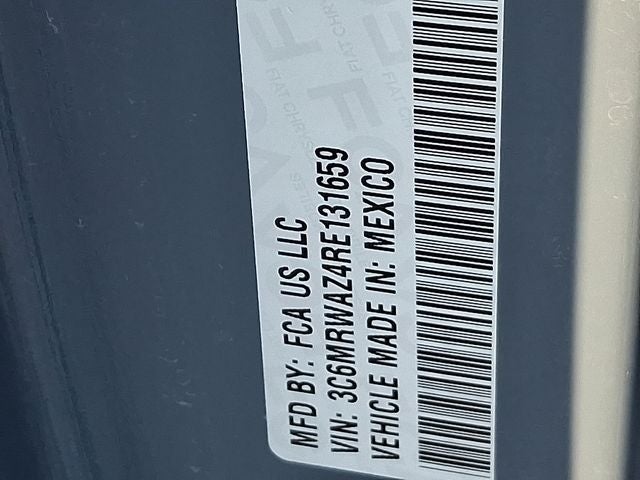 MFD BY: FCA US LLC
VIN: 3C6MRWAZ4RE131659
VEHICLE MADE IN: MEXICO